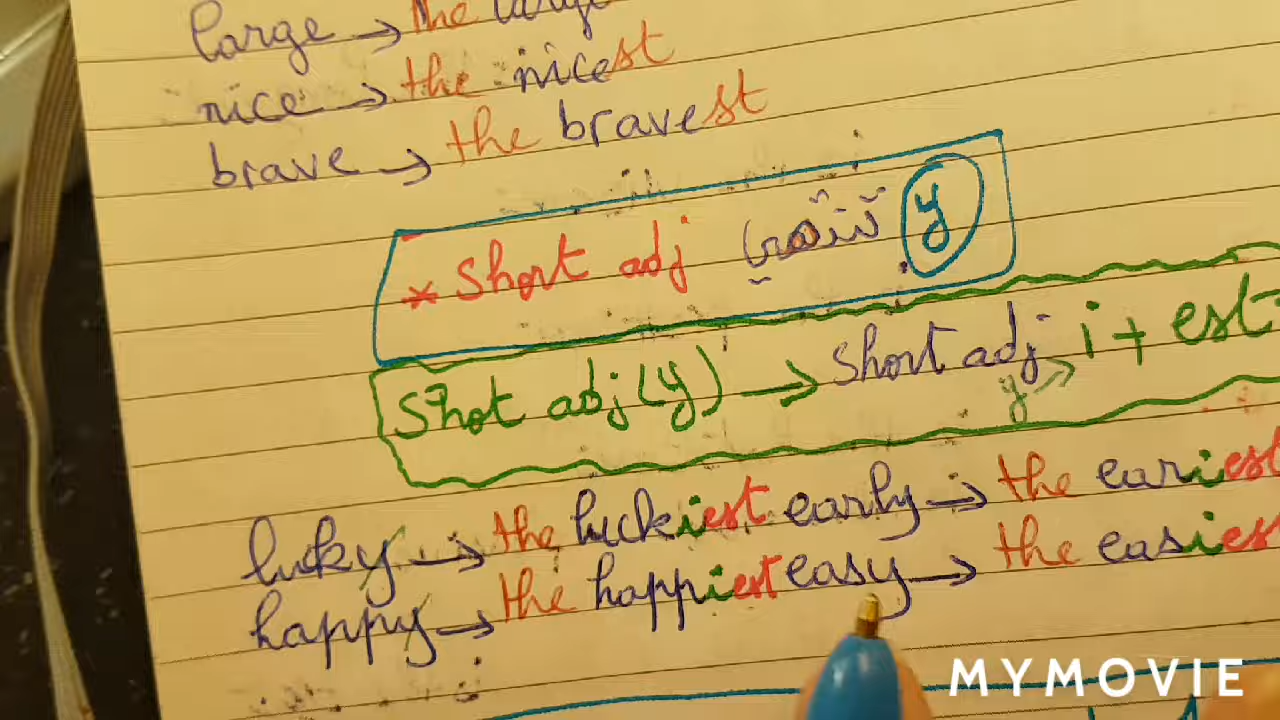 large → the large
nice → the nicest
brave → the bravest
* Short adj تنتهي y
Shot adj (y) → Short adj y → i + est
lucky → the luckiest early → the eariest
happy → the happiest easy → the easiest
MYMOVIE